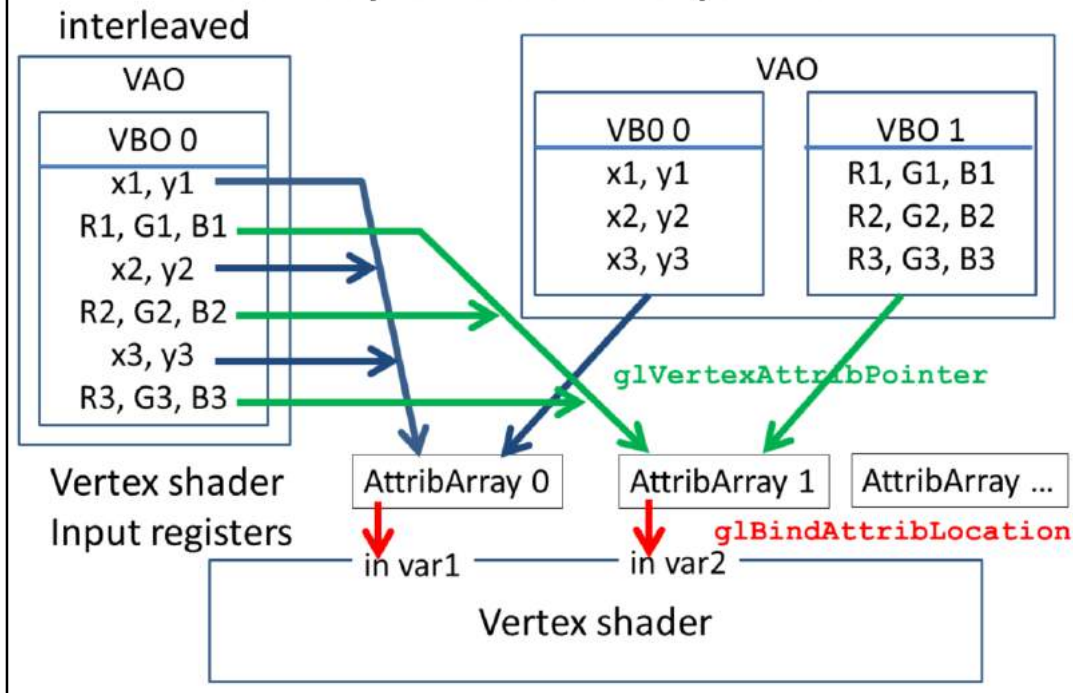 interleaved
VAO
VBO 0
x1, y1
R1, G1, B1
x2, y2
R2, G2, B2
x3, y3
R3, G3, B3
VAO
VB0 0
x1, y1
x2, y2
x3, y3
VBO 1
R1, G1, B1
R2, G2, B2
R3, G3, B3
glVertexAttribPointer
Vertex shader
Input registers
AttribArray 0
AttribArray 1
AttribArray ...
glBindAttribLocation
in var1
in var2
Vertex shader